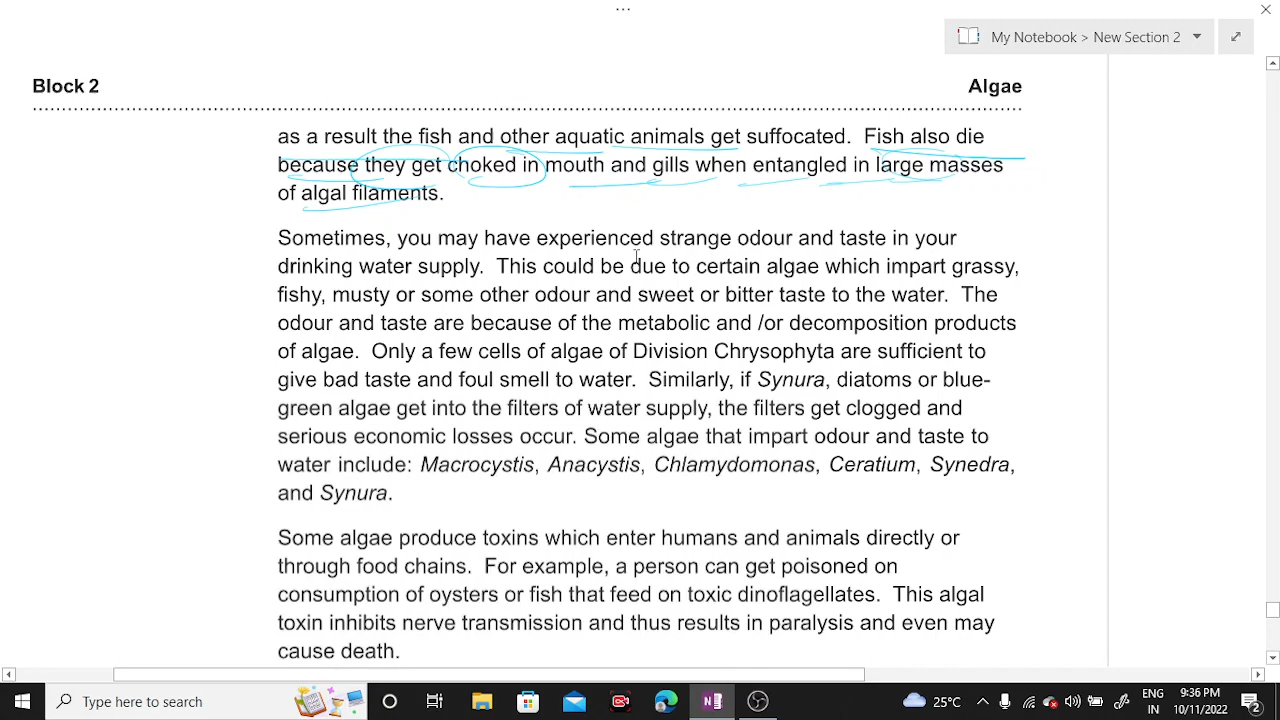 ...
My Notebook > New Section 2
Block 2 Algae
as a result the fish and other aquatic animals get suffocated. Fish also die
because they get choked in mouth and gills when entangled in large masses
of algal filaments.
Sometimes, you may have experienced strange odour and taste in your
drinking water supply. This could be due to certain algae which impart grassy,
fishy, musty or some other odour and sweet or bitter taste to the water. The
odour and taste are because of the metabolic and /or decomposition products
of algae. Only a few cells of algae of Division Chrysophyta are sufficient to
give bad taste and foul smell to water. Similarly, if Synura, diatoms or blue-
green algae get into the filters of water supply, the filters get clogged and
serious economic losses occur. Some algae that impart odour and taste to
water include: Macrocystis, Anacystis, Chlamydomonas, Ceratium, Synedra,
and Synura.
Some algae produce toxins which enter humans and animals directly or
through food chains. For example, a person can get poisoned on
consumption of oysters or fish that feed on toxic dinoflagellates. This algal
toxin inhibits nerve transmission and thus results in paralysis and even may
cause death.
Type here to search
25°C
ENG
IN
9:36 PM
10/11/2022
2